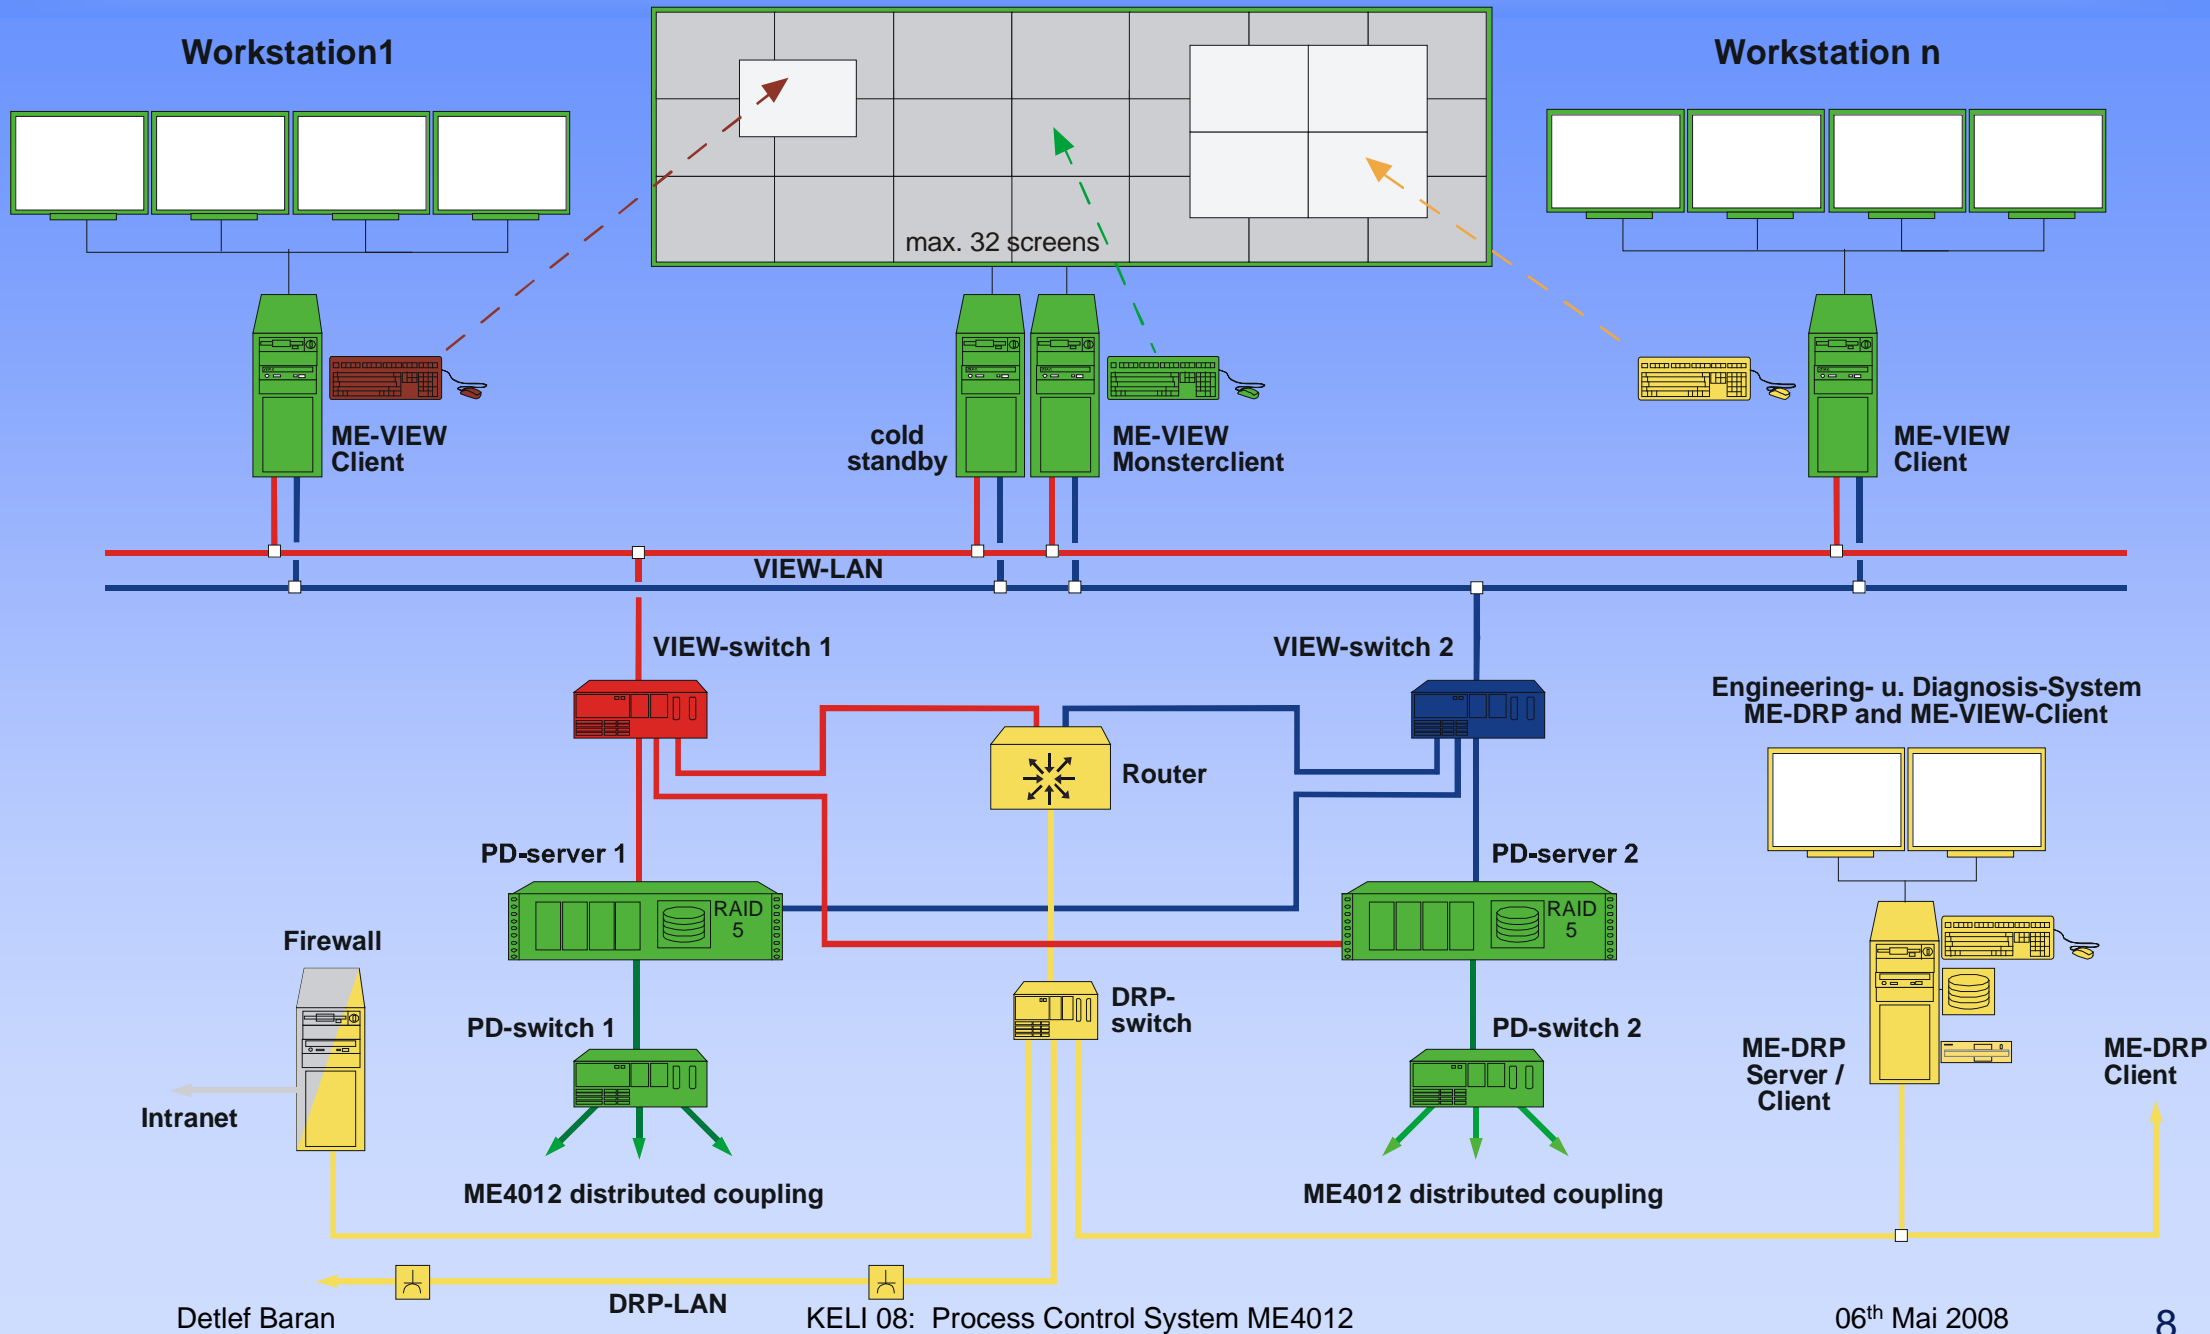 Workstation1
Workstation n
max. 32 screens
ME-VIEW
Client
cold
standby
ME-VIEW
Monsterclient
ME-VIEW
Client
VIEW-LAN
VIEW-switch 1
VIEW-switch 2
Engineering- u. Diagnosis-System
ME-DRP and ME-VIEW-Client
Router
PD-server 1
PD-server 2
RAID
5
RAID
5
Firewall
DRP-
switch
PD-switch 1
PD-switch 2
ME-DRP
Server /
Client
ME-DRP
Client
Intranet
ME4012 distributed coupling
ME4012 distributed coupling
DRP-LAN
Detlef Baran
KELI 08: Process Control System ME4012
06th Mai 2008
8